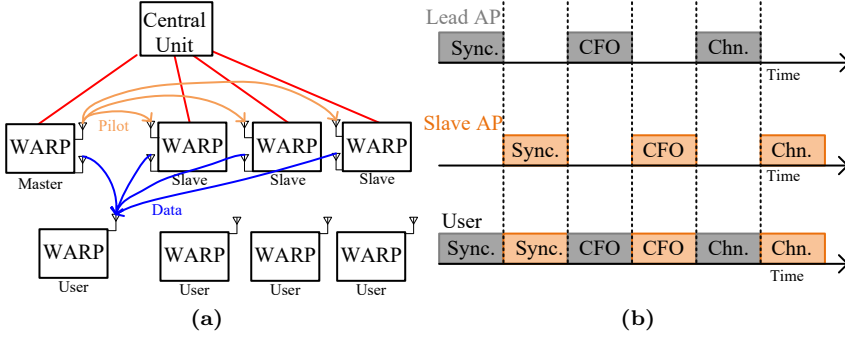 Central
Unit
Pilot
WARP
WARP
WARP
WARP
Master
Slave
Slave
Slave
Data
WARP
WARP
WARP
WARP
User
User
User
User
(a)
Lead AP
Sync.
CFO
Chn.
Time
Slave AP
Sync.
CFO
Chn.
Time
User
Sync.
Sync.
CFO
CFO
Chn.
Chn.
Time
(b)